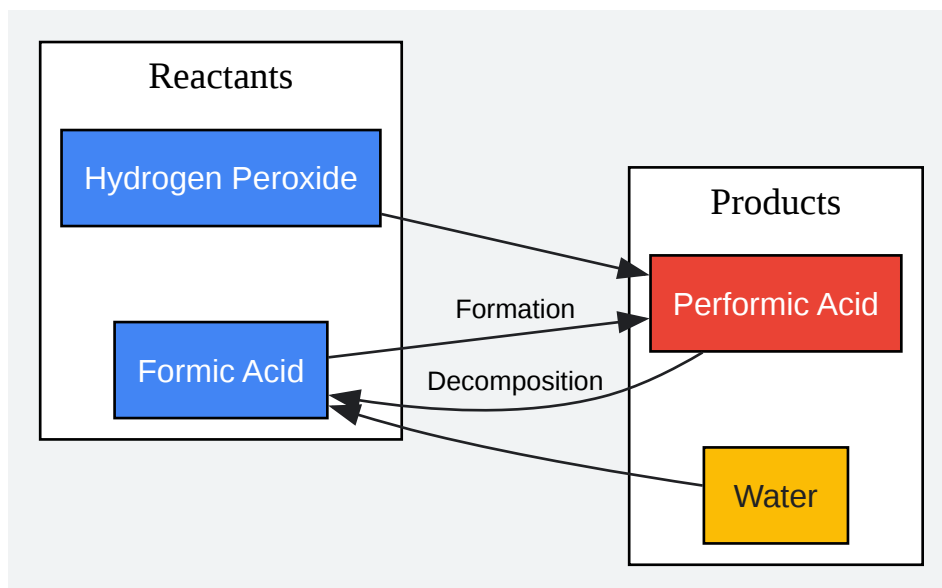 Reactants
Hydrogen Peroxide
Formic Acid
Formation
Decomposition
Products
Performic Acid
Water